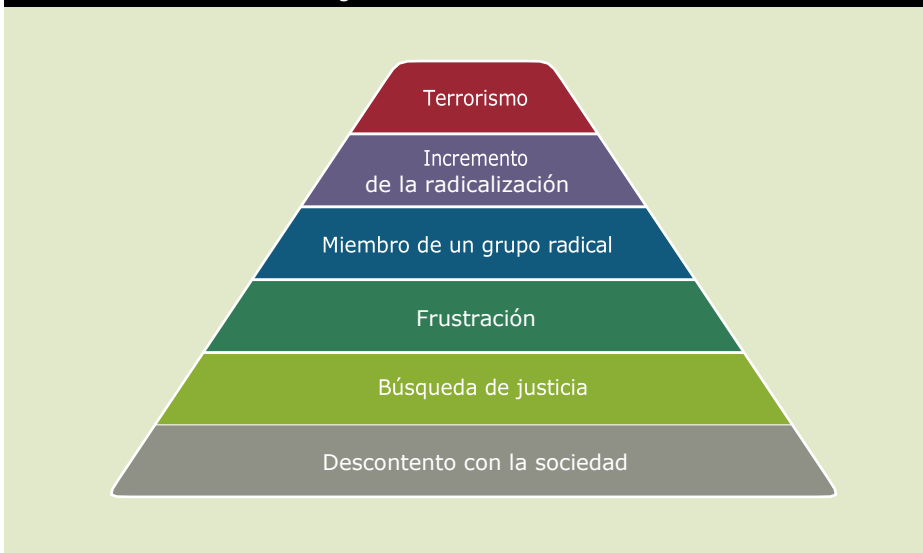 Terrorismo
Incremento
de la radicalización
Miembro de un grupo radical
Frustración
Búsqueda de justicia
Descontento con la sociedad